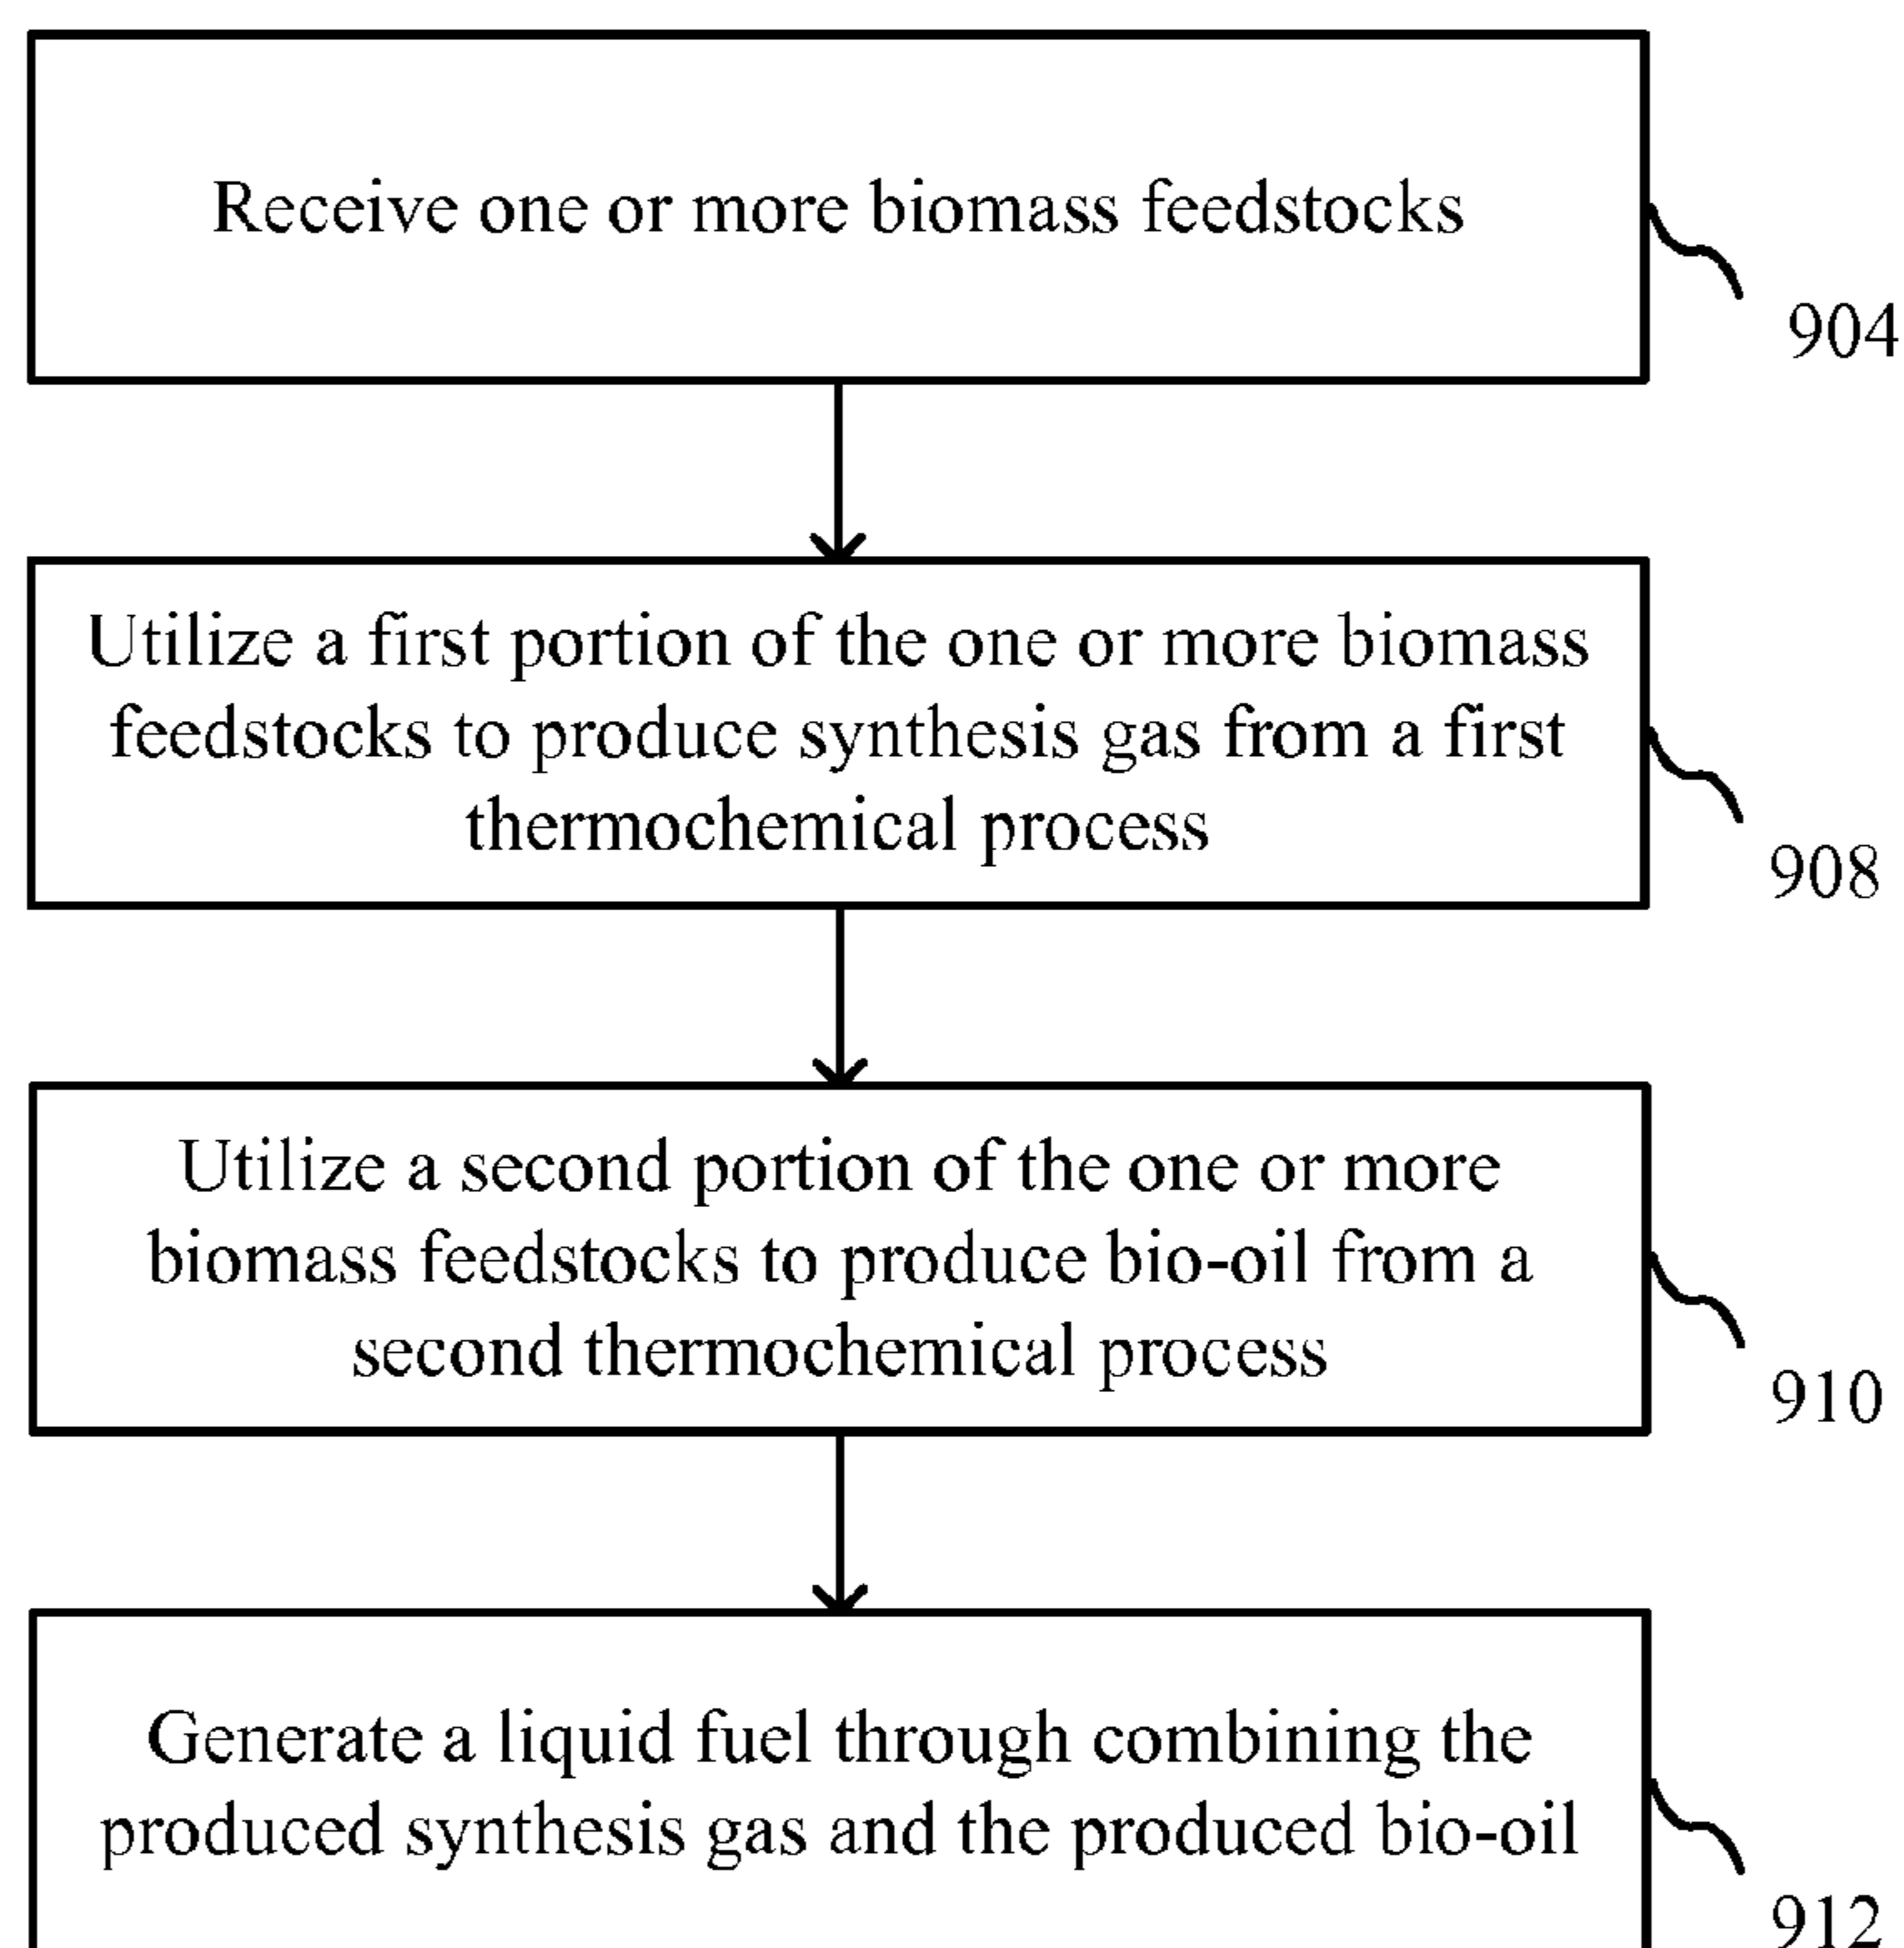 Receive one or more biomass feedstocks
904
Utilize a first portion of the one or more biomass
feedstocks to produce synthesis gas from a first
thermochemical process
908
Utilize a second portion of the one or more
biomass feedstocks to produce bio-oil from a
second thermochemical process
910
Generate a liquid fuel through combining the
produced synthesis gas and the produced bio-oil
912